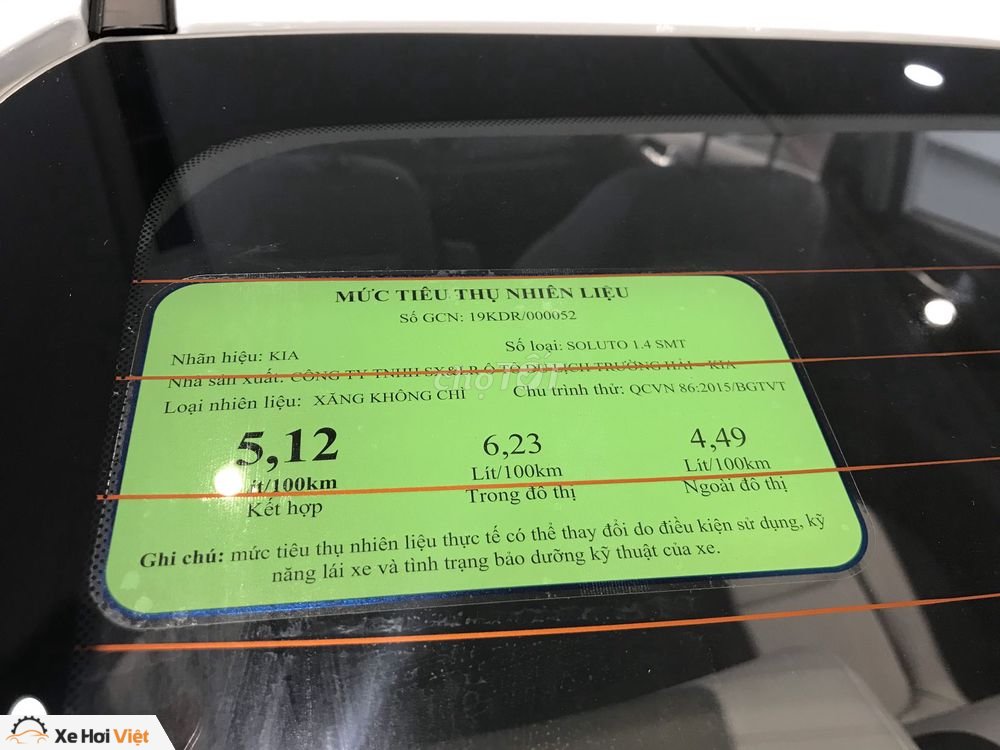 MỨC TIÊU THỤ NHIÊN LIỆU
Số GCN: 19KDR/000052
Nhãn hiệu: KIA
Số loại: SOLUTO 1.4 SMT
Nhà sản xuất: CÔNG TY TNHH SX&LR Ô TÔ DU LỊCH TRƯỜNG HẢI - KIA
Loại nhiên liệu: XĂNG KHÔNG CHÌ
Chu trình thử: QCVN 86:2015/BGTVT
5,12
6,23
4,49
Lít/100km
Lít/100km
Lít/100km
Kết hợp
Trong đô thị
Ngoài đô thị
Ghi chú: mức tiêu thụ nhiên liệu thực tế có thể thay đổi do điều kiện sử dụng, kỹ
năng lái xe và tình trạng bảo dưỡng kỹ thuật của xe.
chợTỐT
Xe Hơi Việt